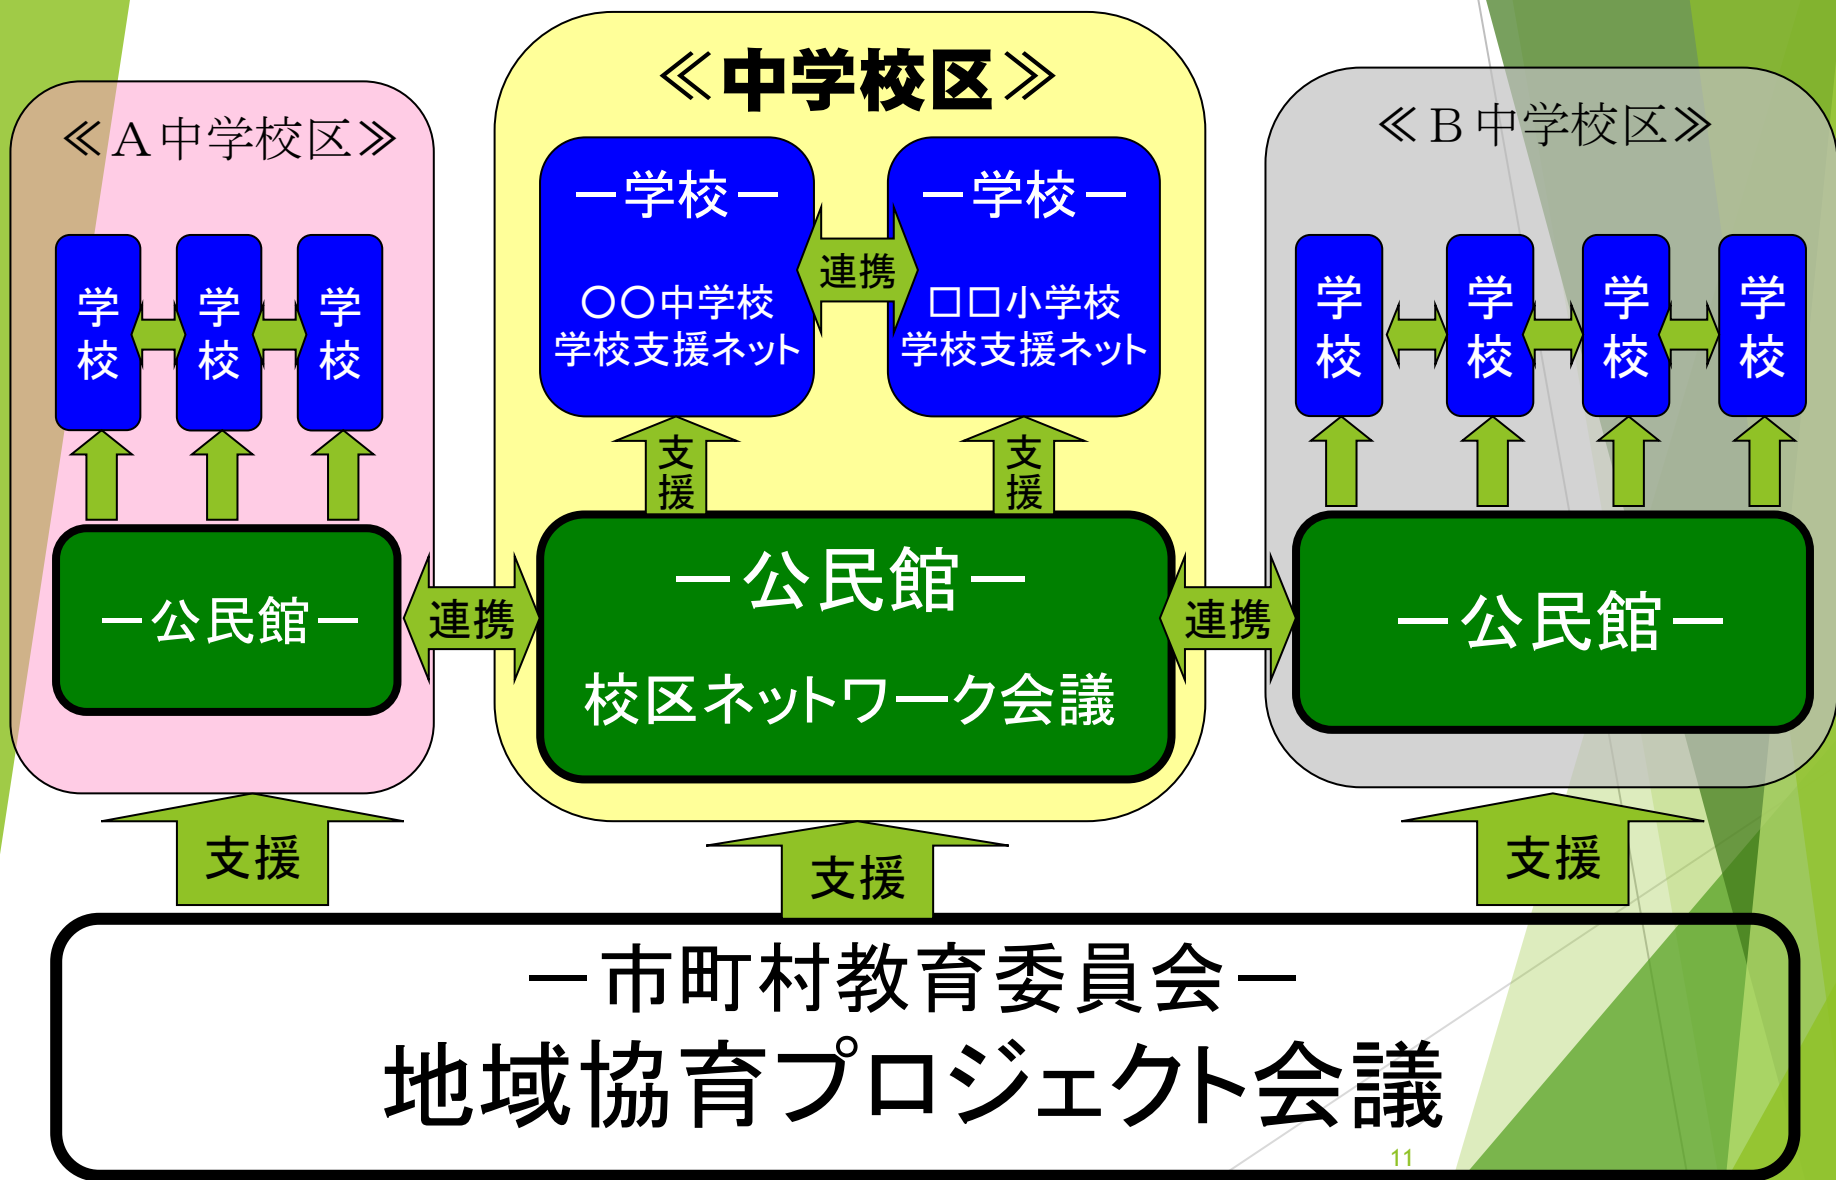 ≪中学校区≫
－学校－
○○中学校
学校支援ネット
連携
－学校－
□□小学校
学校支援ネット
支援
支援
－公民館－
校区ネットワーク会議
≪Ａ中学校区≫
学校
学校
学校
－公民館－
連携
≪Ｂ中学校区≫
学校
学校
学校
学校
－公民館－
連携
支援
支援
支援
－市町村教育委員会－
地域協育プロジェクト会議
11